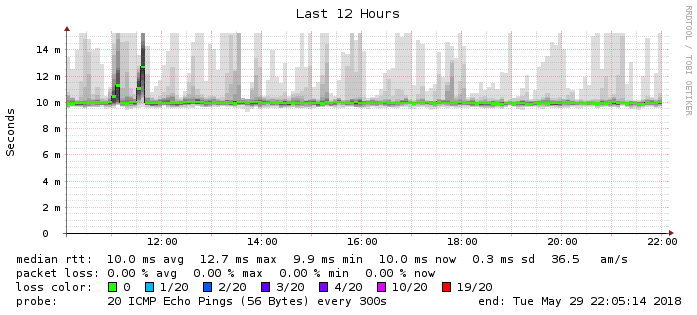 Last 12 Hours
RRDTOOL / TOBI OETIKER
Seconds
14 m
12 m
10 m
8 m
6 m
4 m
2 m
0
12:00 14:00 16:00 18:00 20:00 22:00
median rtt: 10.0 ms avg 12.7 ms max 9.9 ms min 10.0 ms now 0.3 ms sd 36.5 am/s
packet loss: 0.00 % avg 0.00 % max 0.00 % min 0.00 % now
loss color: 0 1/20 2/20 3/20 4/20 10/20 19/20
probe: 20 ICMP Echo Pings (56 Bytes) every 300s end: Tue May 29 22:05:14 2018